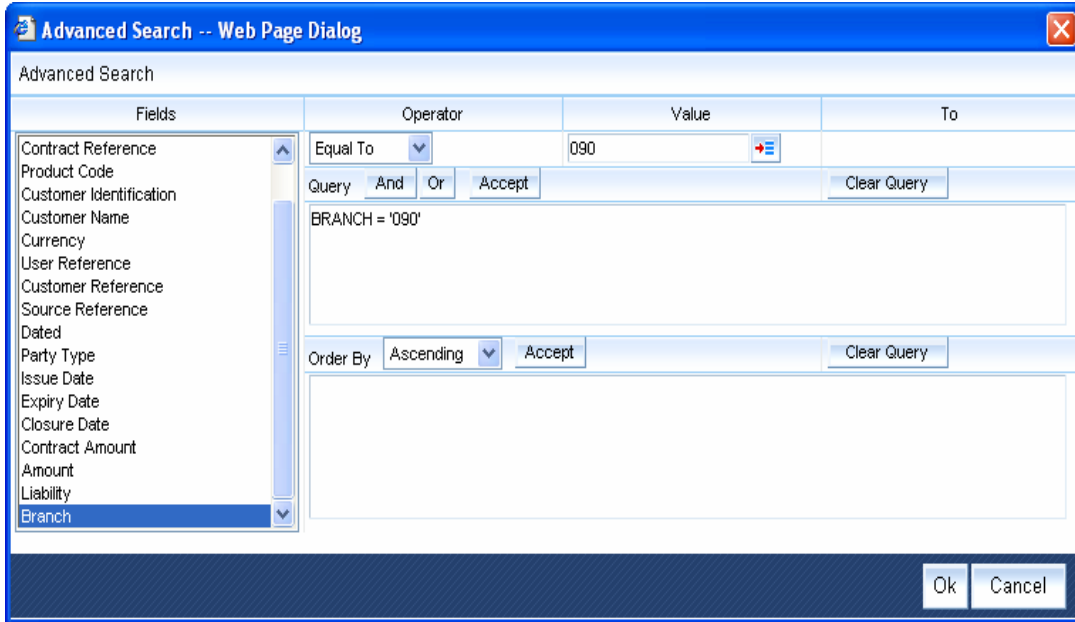 Advanced Search -- Web Page Dialog
Advanced Search
Fields Operator Value To
Contract Reference
Product Code
Customer Identification
Customer Name
Currency
User Reference
Customer Reference
Source Reference
Dated
Party Type
Issue Date
Expiry Date
Closure Date
Contract Amount
Amount
Liability
Branch
Equal To 090
Query And Or Accept Clear Query
BRANCH = '090'
Order By Ascending Accept Clear Query
Ok Cancel